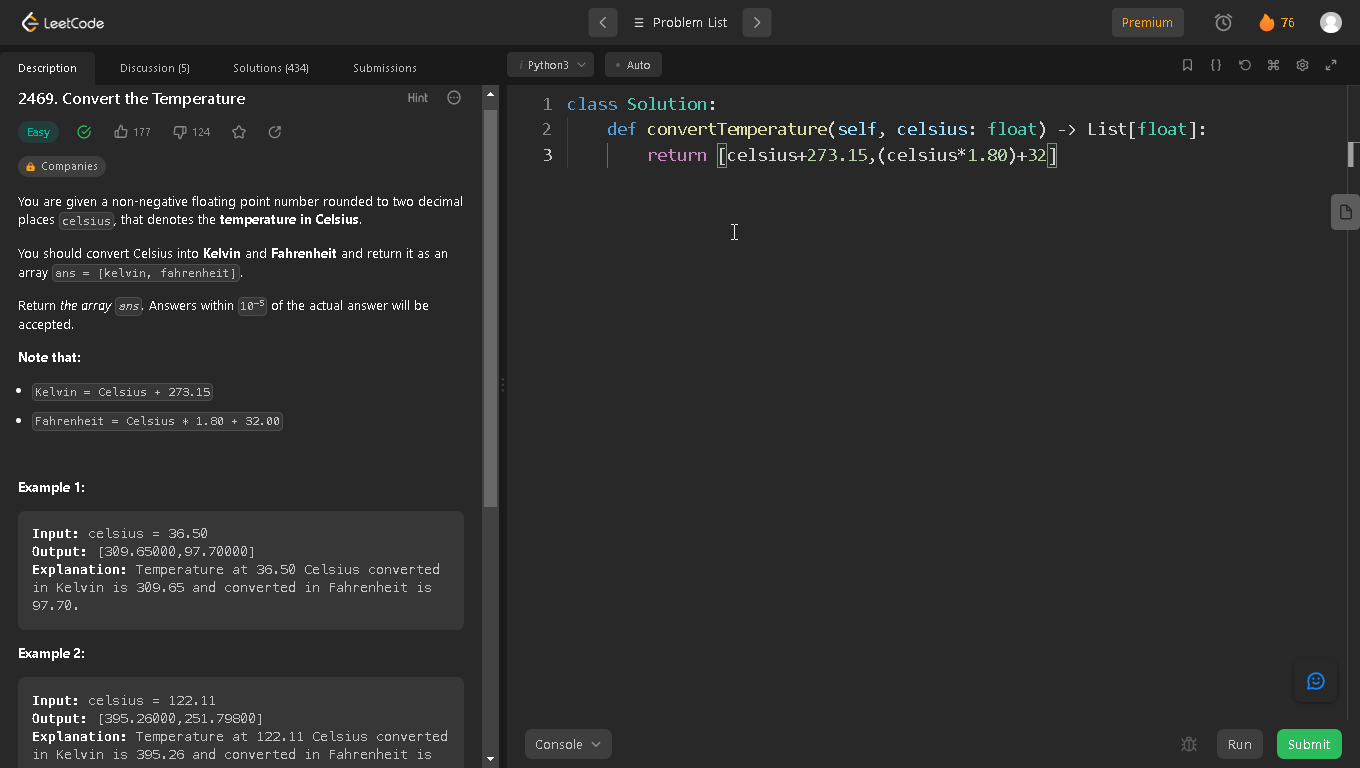 LeetCode
Problem List
Premium
76
Description
Discussion (5)
Solutions (434)
Submissions
i Python3
Auto
{}
2469. Convert the Temperature
Hint
Easy
177
124
Companies
You are given a non-negative floating point number rounded to two decimal
places celsius, that denotes the temperature in Celsius.
You should convert Celsius into Kelvin and Fahrenheit and return it as an
array ans = [kelvin, fahrenheit].
Return the array ans. Answers within 10⁻⁵ of the actual answer will be
accepted.
Note that:
• Kelvin = Celsius + 273.15
• Fahrenheit = Celsius * 1.80 + 32.00
Example 1:
Input: celsius = 36.50
Output: [309.65000,97.70000]
Explanation: Temperature at 36.50 Celsius converted
in Kelvin is 309.65 and converted in Fahrenheit is
97.70.
Example 2:
Input: celsius = 122.11
Output: [395.26000,251.79800]
Explanation: Temperature at 122.11 Celsius converted
in Kelvin is 395.26 and converted in Fahrenheit is
1 class Solution:
2     def convertTemperature(self, celsius: float) -> List[float]:
3         return [celsius+273.15,(celsius*1.80)+32]
Console
Run
Submit